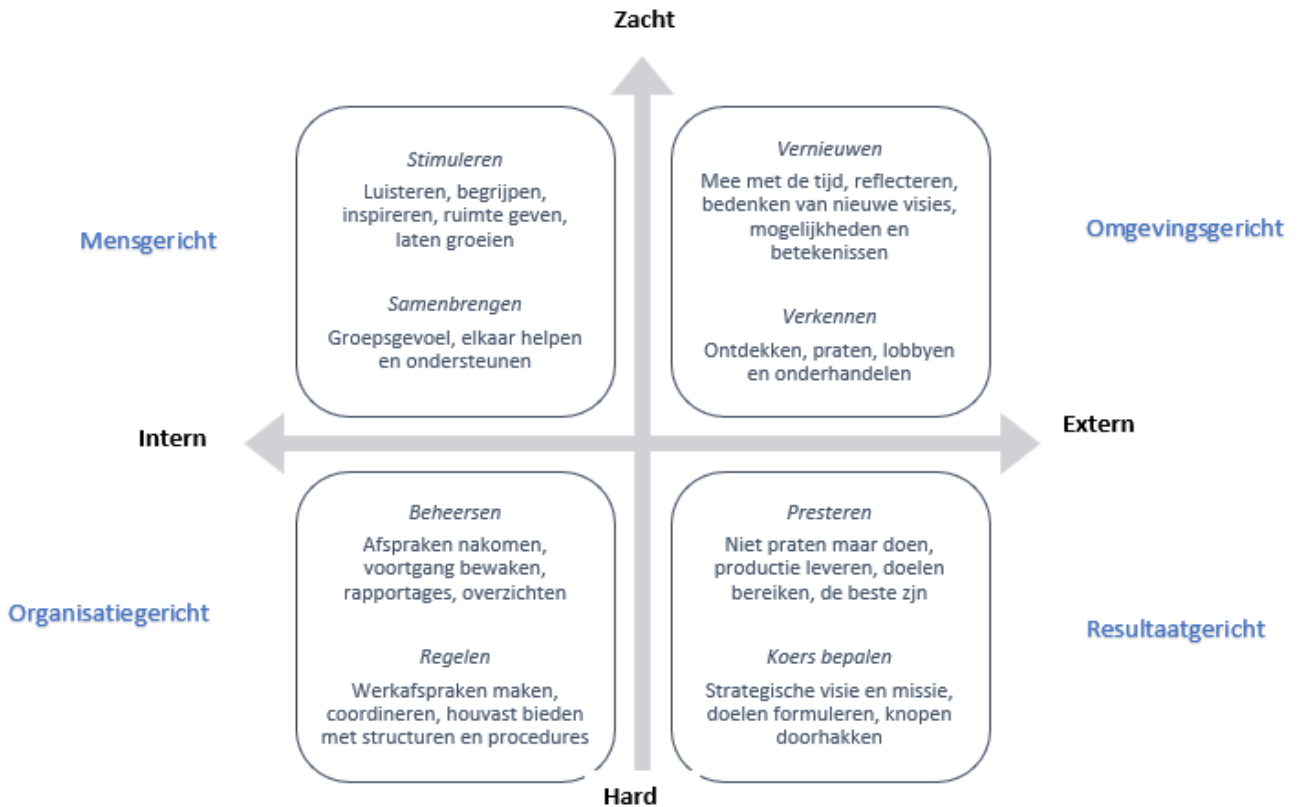 Zacht
Stimuleren
Luisteren, begrijpen,
inspireren, ruimte geven,
laten groeien
Samenbrengen
Groepsgevoel, elkaar helpen
en ondersteunen
Mensgericht
Vernieuwen
Mee met de tijd, reflecteren,
bedenken van nieuwe visies,
mogelijkheden en
betekenissen
Verkennen
Ontdekken, praten, lobbyen
en onderhandelen
Omgevingsgericht
Intern
Extern
Beheersen
Afspraken nakomen,
voortgang bewaken,
rapportages, overzichten
Regelen
Werkafspraken maken,
coordineren, houvast bieden
met structuren en procedures
Organisatiegericht
Presteren
Niet praten maar doen,
productie leveren, doelen
bereiken, de beste zjn
Koers bepalen
Strategische visie en missie,
doelen formuleren, knopen
doorhakken
Resultaatgericht
Hard